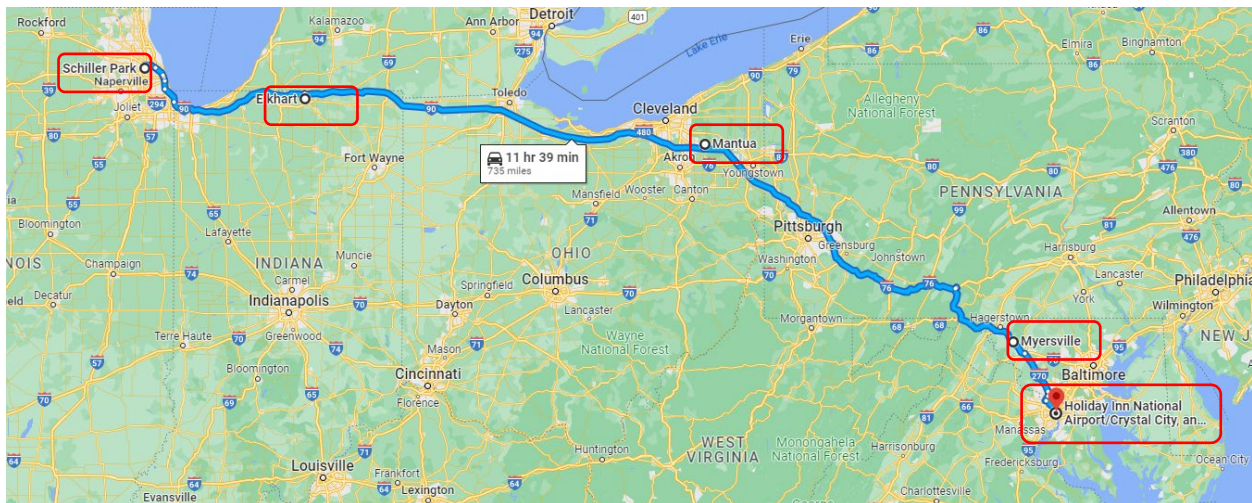 Rockford
Kalamazoo
Ann Arbor
Detroit
401
Lake Erie
Erie
Elmira
Binghamton
Schiller Park
Naperville
Joliet
Elkhart
Toledo
Cleveland
Allegheny
National Forest
Scranton
11 hr 39 min
735 miles
Fort Wayne
Akron
Mantua
Youngstown
Mansfield
Wooster
Canton
PENNSYLVANIA
Allentown
Bloomington
Lafayette
Muncie
OHIO
Pittsburgh
Greensburg
Johnstown
Washington
Harrisburg
NOIS
Champaign
INDIANA
Carmel
Springfield
Columbus
Lancaster
York
Philadelphia
Decatur
Indianapolis
Dayton
Lancaster
Wilmington
Terre Haute
Greenwood
Wayne
National Forest
Morgantown
Hagerstown
NEW J
Mason
Myersville
Bloomington
Cincinnati
Baltimore
Florence
Holiday Inn National
Airport/Crystal City, an...
Manassas
WEST
VIRGINIA
Monongahela
National Forest
Harrisonburg
Huntington
Fredericksburg
Ocean City
Louisville
Frankfort
Evansville
Lexington
Charlottesville